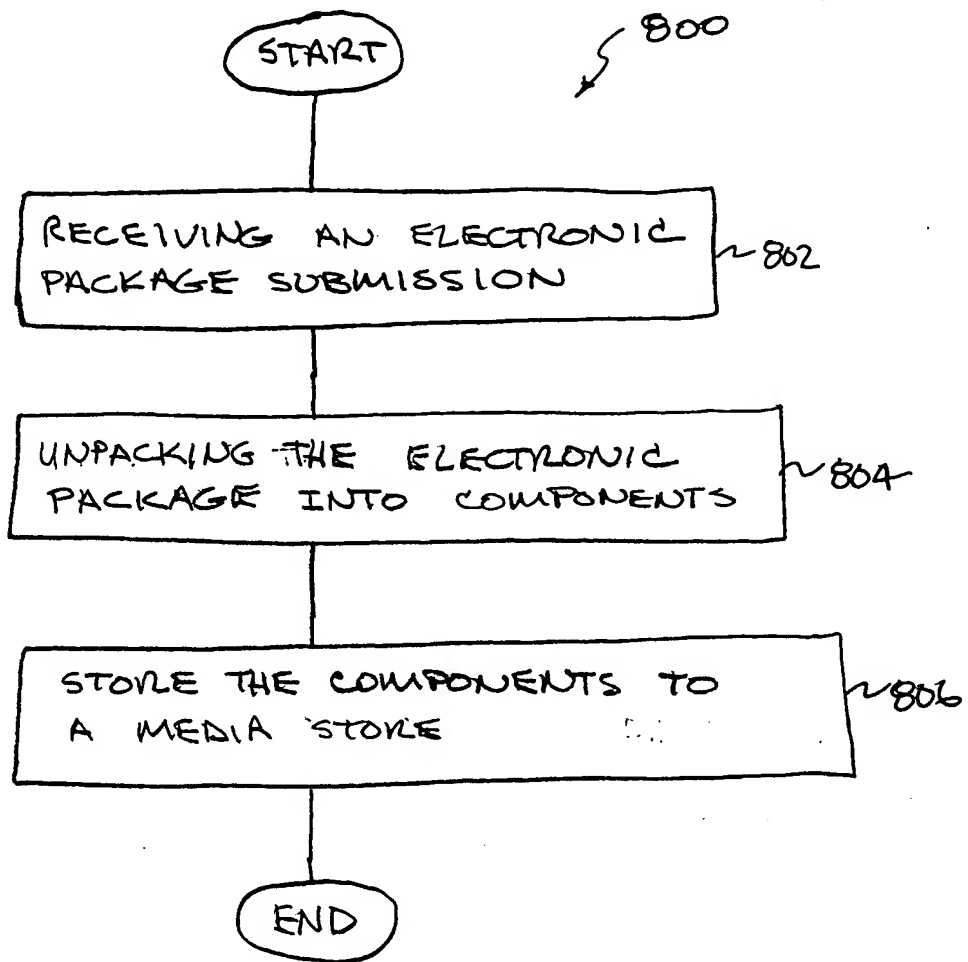 START
800
RECEIVING AN ELECTRONIC
PACKAGE SUBMISSION
802
UNPACKING THE ELECTRONIC
PACKAGE INTO COMPONENTS
804
STORE THE COMPONENTS TO
A MEDIA STORE
806
END